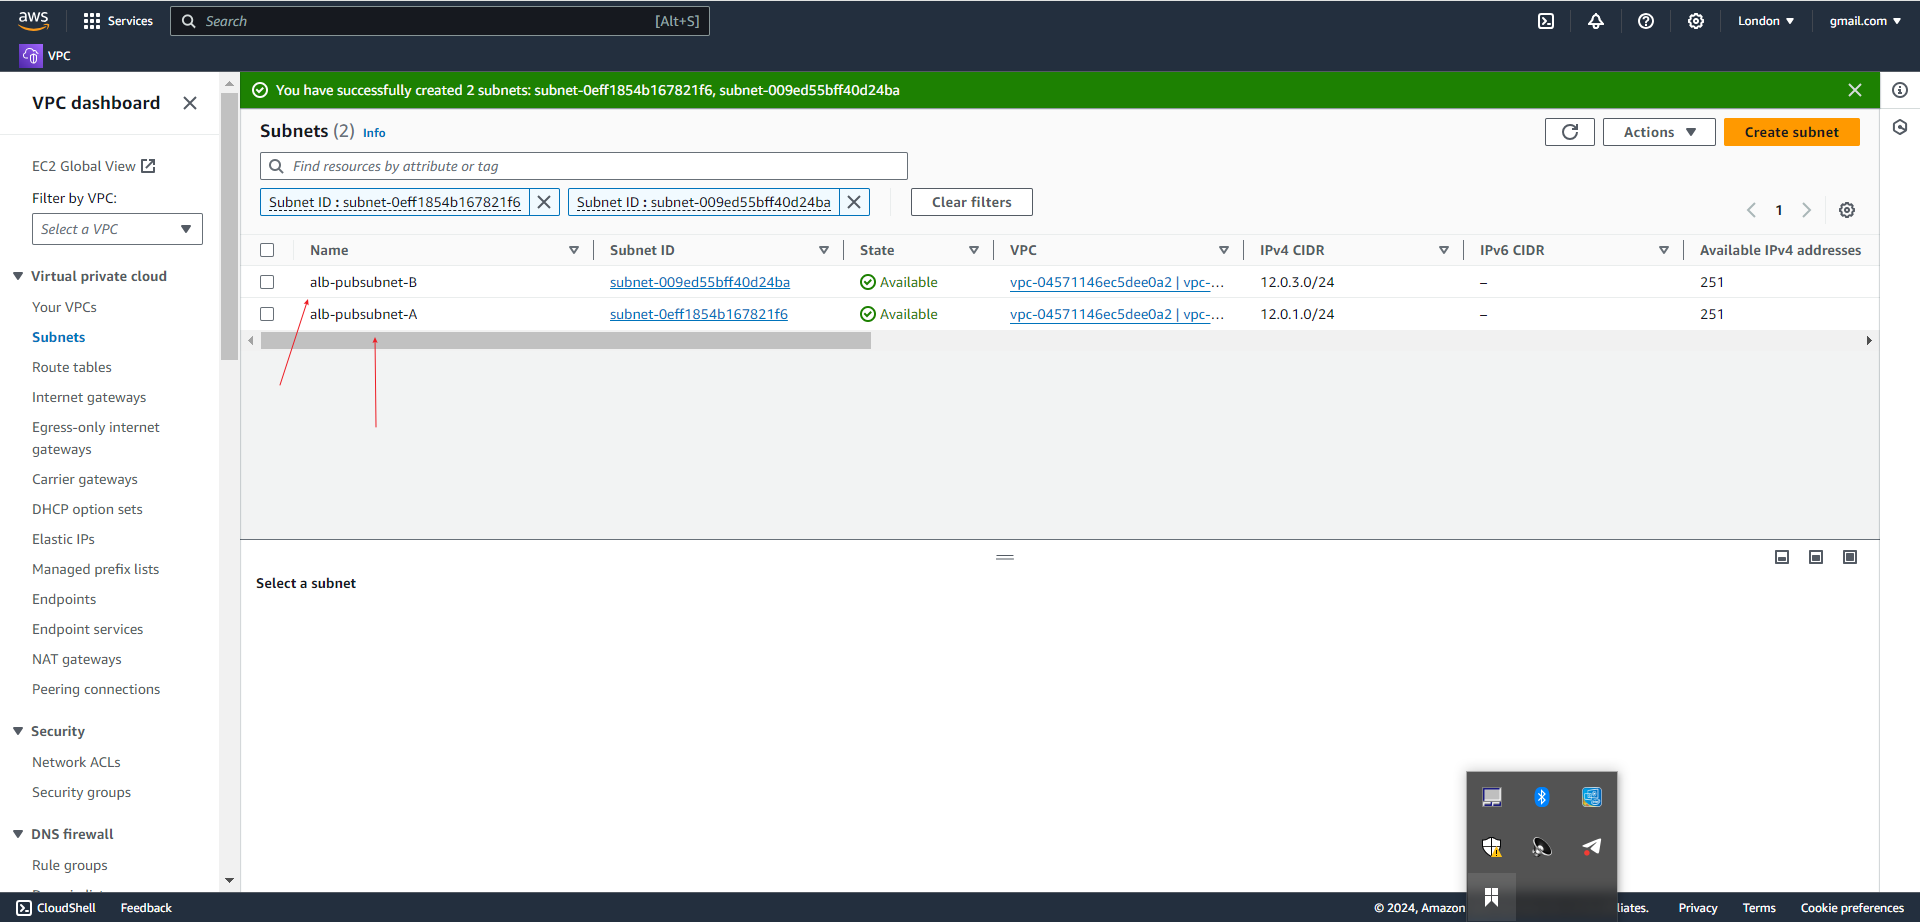 aws
Services
Search
[Alt+S]
London
gmail.com
VPC
VPC dashboard
EC2 Global View
Filter by VPC:
Select a VPC
Virtual private cloud
Your VPCs
Subnets
Route tables
Internet gateways
Egress-only internet
gateways
Carrier gateways
DHCP option sets
Elastic IPs
Managed prefix lists
Endpoints
Endpoint services
NAT gateways
Peering connections
Security
Network ACLs
Security groups
DNS firewall
Rule groups
You have successfully created 2 subnets: subnet-0eff1854b167821f6, subnet-009ed55bff40d24ba
Subnets (2) Info
Actions
Create subnet
Find resources by attribute or tag
Subnet ID : subnet-0eff1854b167821f6
Subnet ID : subnet-009ed55bff40d24ba
Clear filters
1
Name Subnet ID State VPC IPv4 CIDR IPv6 CIDR Available IPv4 addresses
alb-pubsubnet-B subnet-009ed55bff40d24ba Available vpc-04571146ec5dee0a2 | vpc-... 12.0.3.0/24 – 251
alb-pubsubnet-A subnet-0eff1854b167821f6 Available vpc-04571146ec5dee0a2 | vpc-... 12.0.1.0/24 – 251
Select a subnet
CloudShell
Feedback
© 2024, Amazon
liates.
Privacy
Terms
Cookie preferences